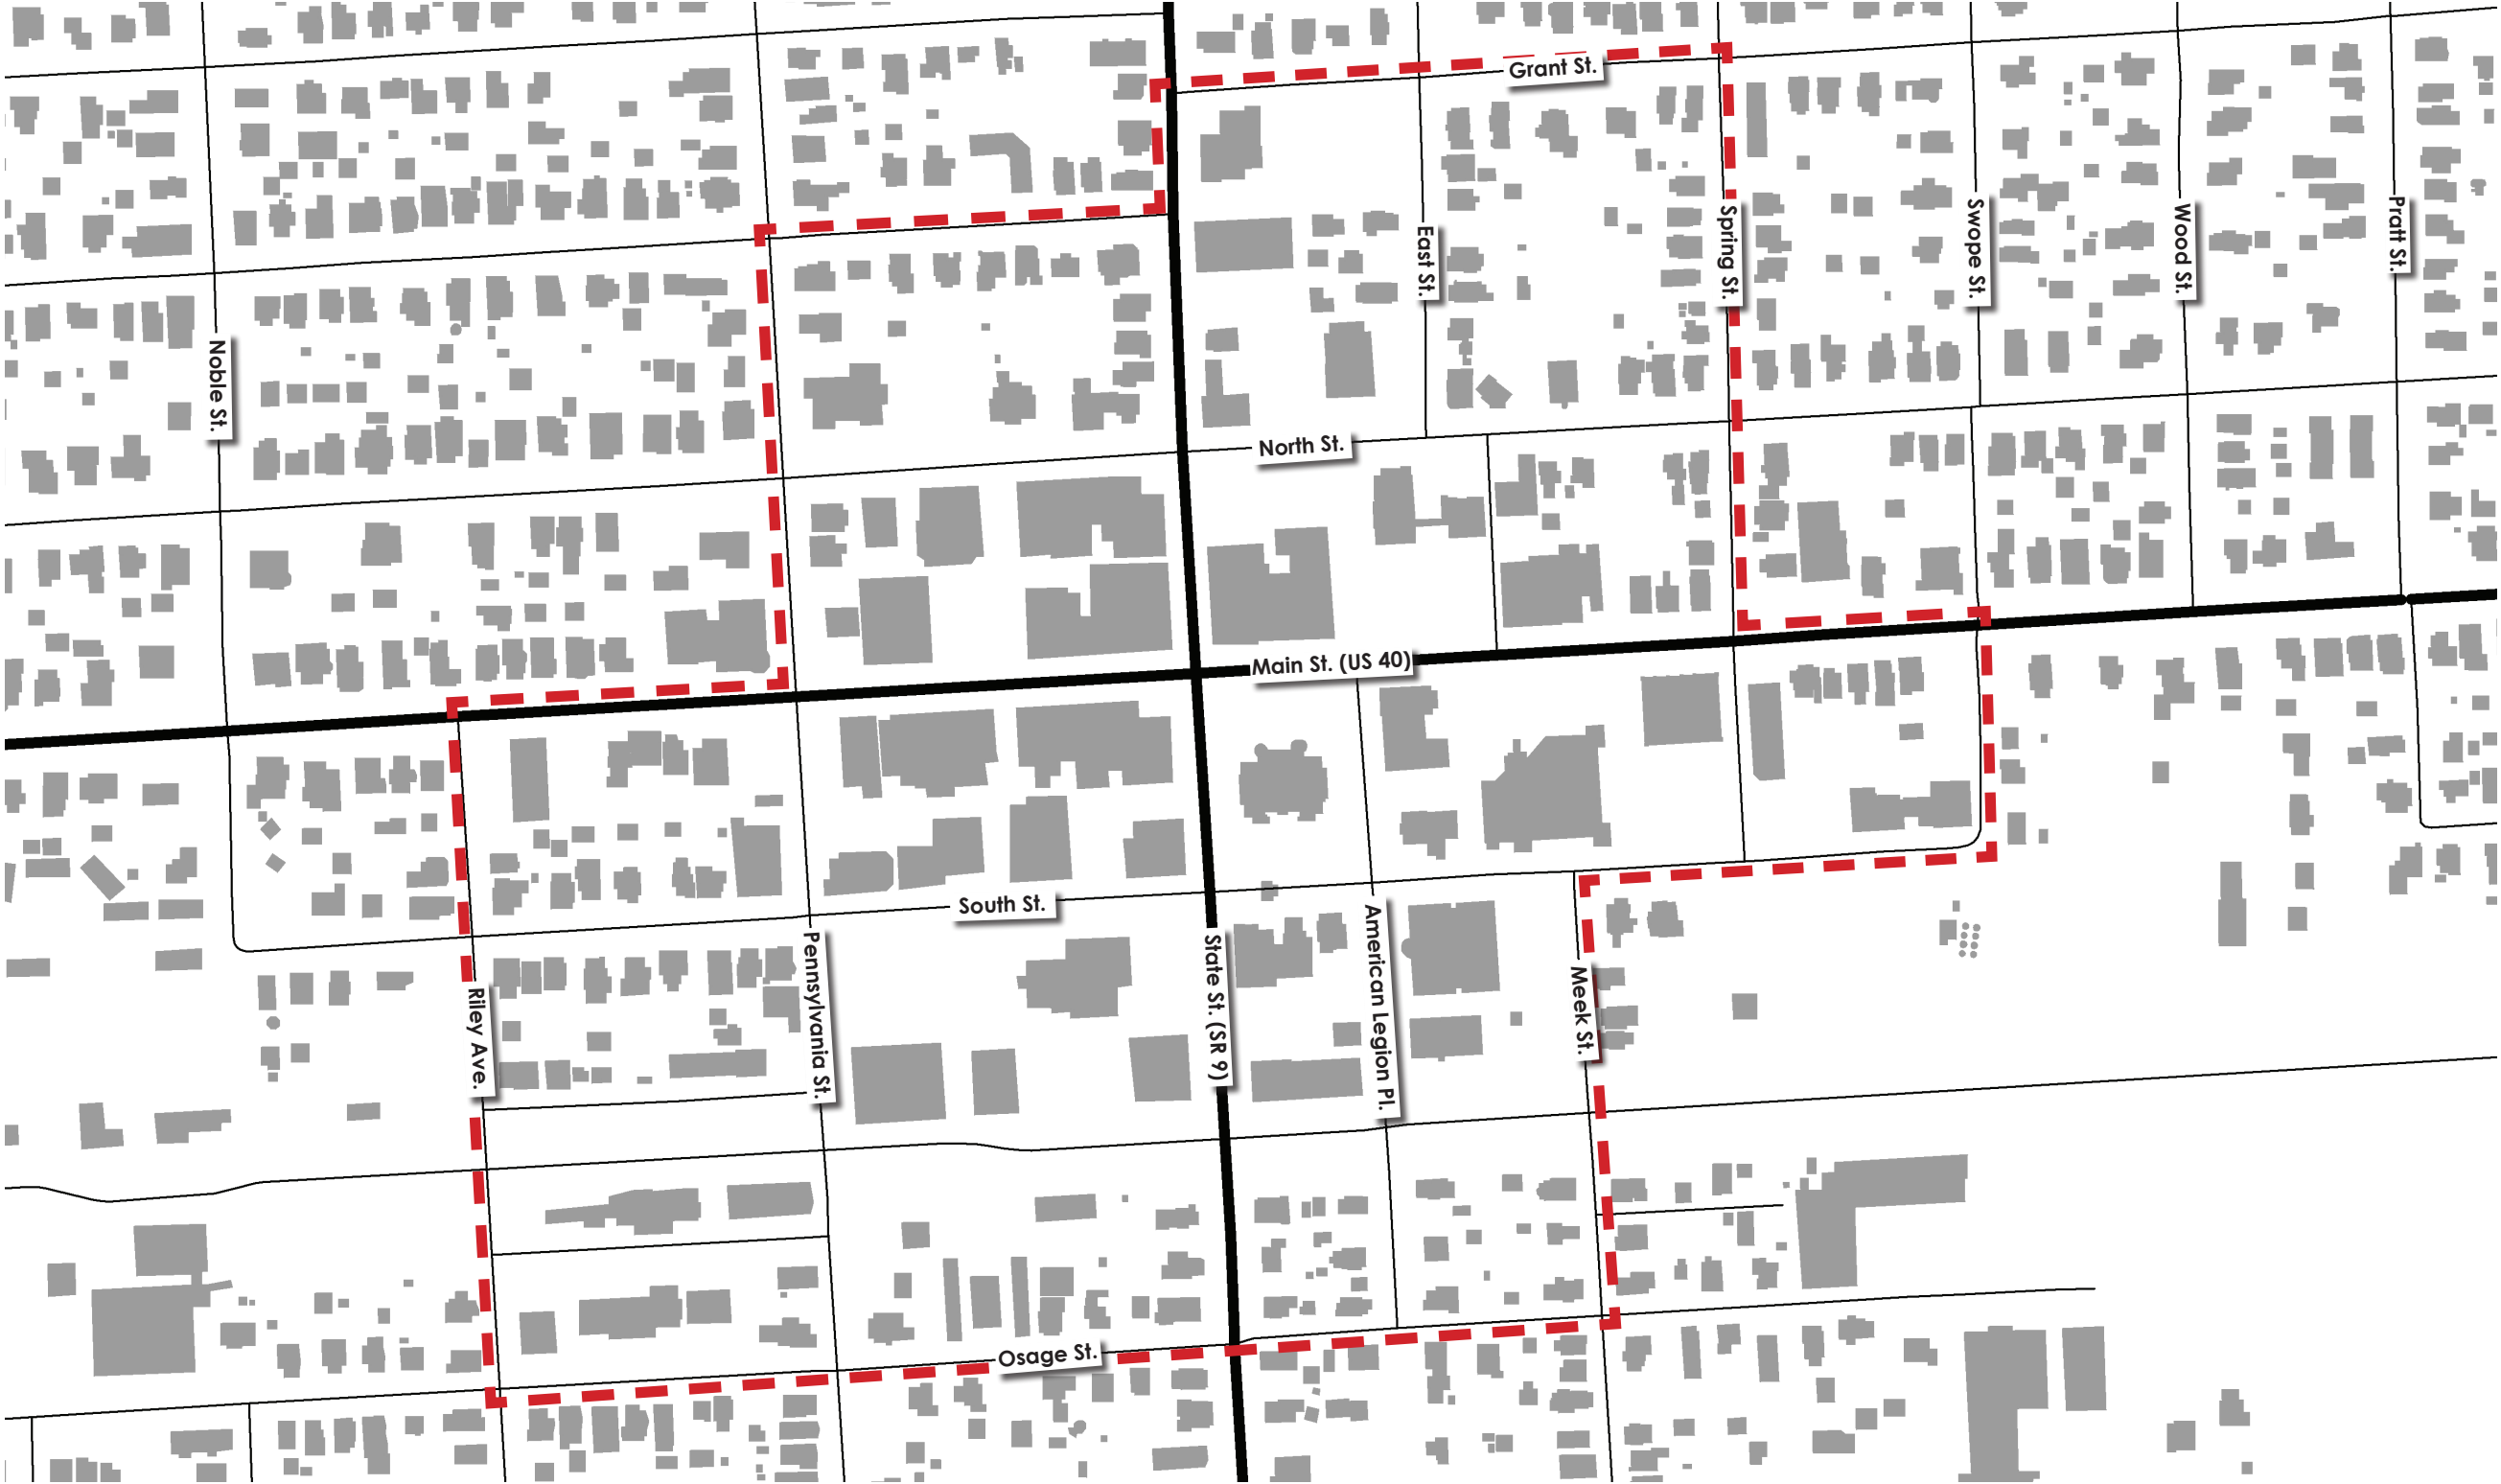 Grant St.
East St.
Spring St.
Swope St.
Wood St.
Pratt St.
Noble St.
North St.
Main St. (US 40)
South St.
Riley Ave.
Pennsylvania St.
State St. (SR 9)
American Legion Pl.
Meek St.
Osage St.